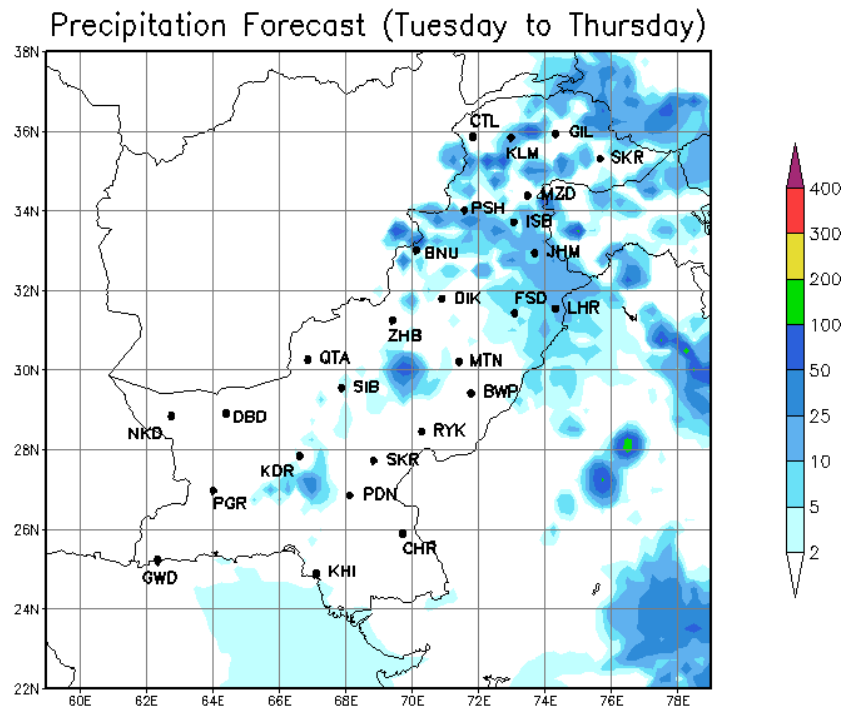 Precipitation Forecast (Tuesday to Thursday)
38N
36N
34N
32N
30N
28N
26N
24N
22N
60E 62E 64E 66E 68E 70E 72E 74E 76E 78E
CTL
GIL
KLM
SKR
MZD
PSH
ISB
BNU
JHM
DIK
FSD
LHR
ZHB
QTA
MTN
SIB
BWP
NKD
DBD
RYK
KDR
SKR
PGR
PDN
CHR
GWD
KHI
400
300
200
100
50
25
10
5
2